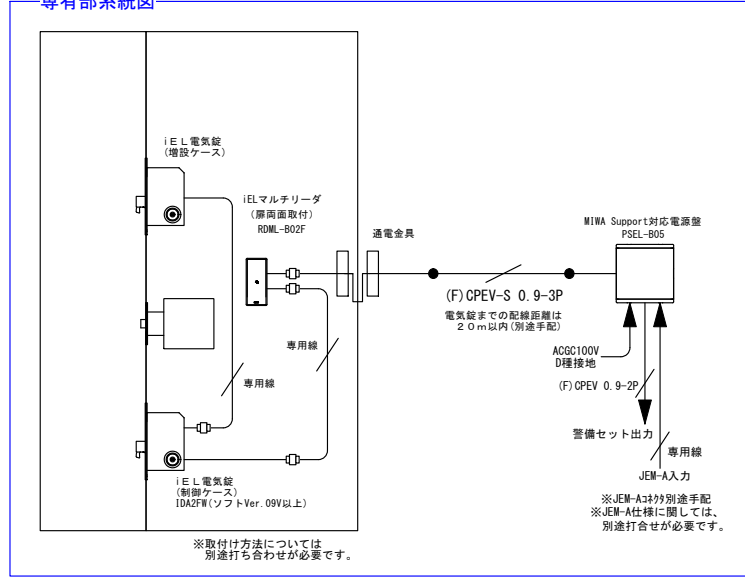 専有部系統図
iEL電気錠
(増設ケース)
iELマルチリーダ
(扉両面取付)
RDML-B02F
通電金具
MIWA Support対応電源盤
PSEL-B05
(F)CPEV-S 0.9-3P
電気錠までの配線距離は
20m以内(別途手配)
ACGC100V
D種接地
(F)CPEV 0.9-2P
専用線
専用線
警備セット出力
専用線
JEM-A入力
iEL電気錠
(制御ケース)
IDA2FW(ソフトVer.09V以上)
※JEM-Aコネクタ別途手配
※JEM-A仕様に関しては、
別途打合せが必要です。
※取付け方法については
別途打ち合わせが必要です。